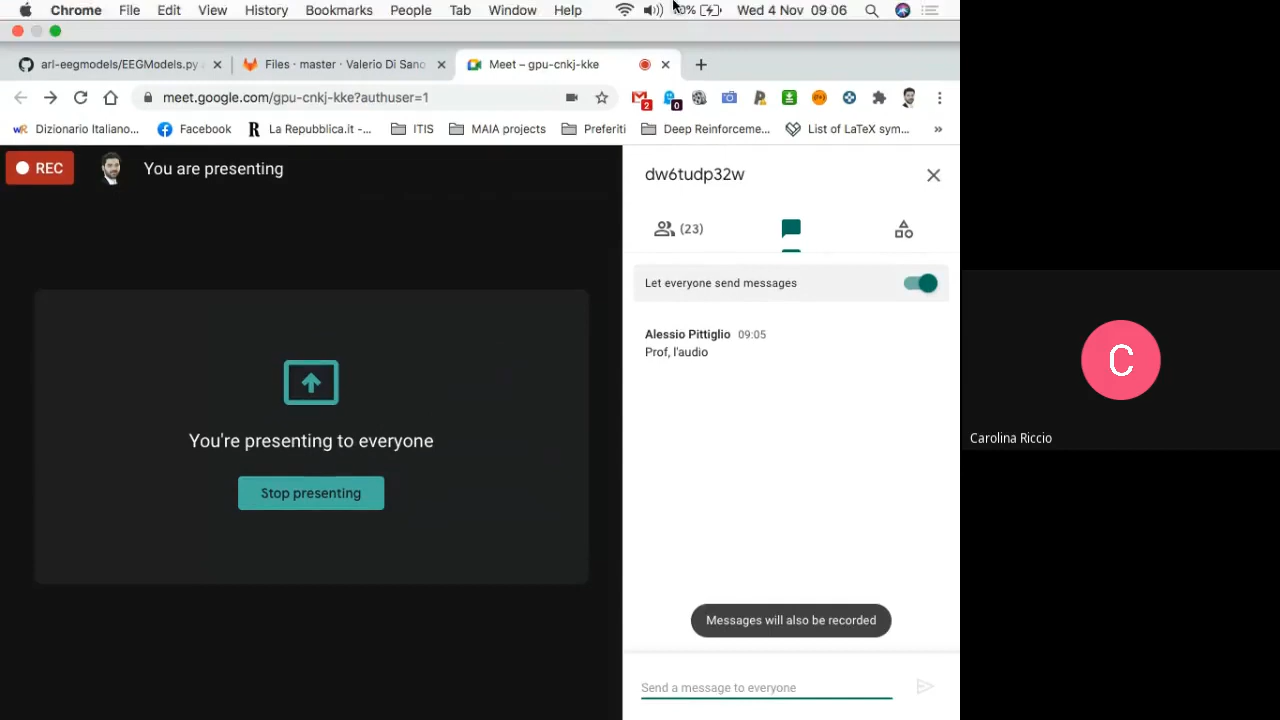 Chrome File Edit View History Bookmarks People Tab Window Help Wed 4 Nov 09 06
arl-eegmodels/EEGModels.py Files · master · Valerio Di Sano Meet – gpu-cnkj-kke
meet.google.com/gpu-cnkj-kke?authuser=1 2 0
wR Dizionario Italiano... Facebook R La Repubblica.it -... ITIS MAIA projects Preferiti Deep Reinforceme... List of LaTeX sym... »
REC You are presenting
dw6tudp32w
(23)
Let everyone send messages
Alessio Pittiglio 09:05
Prof, l'audio
You're presenting to everyone
Stop presenting
Messages will also be recorded
Send a message to everyone
C
Carolina Riccio